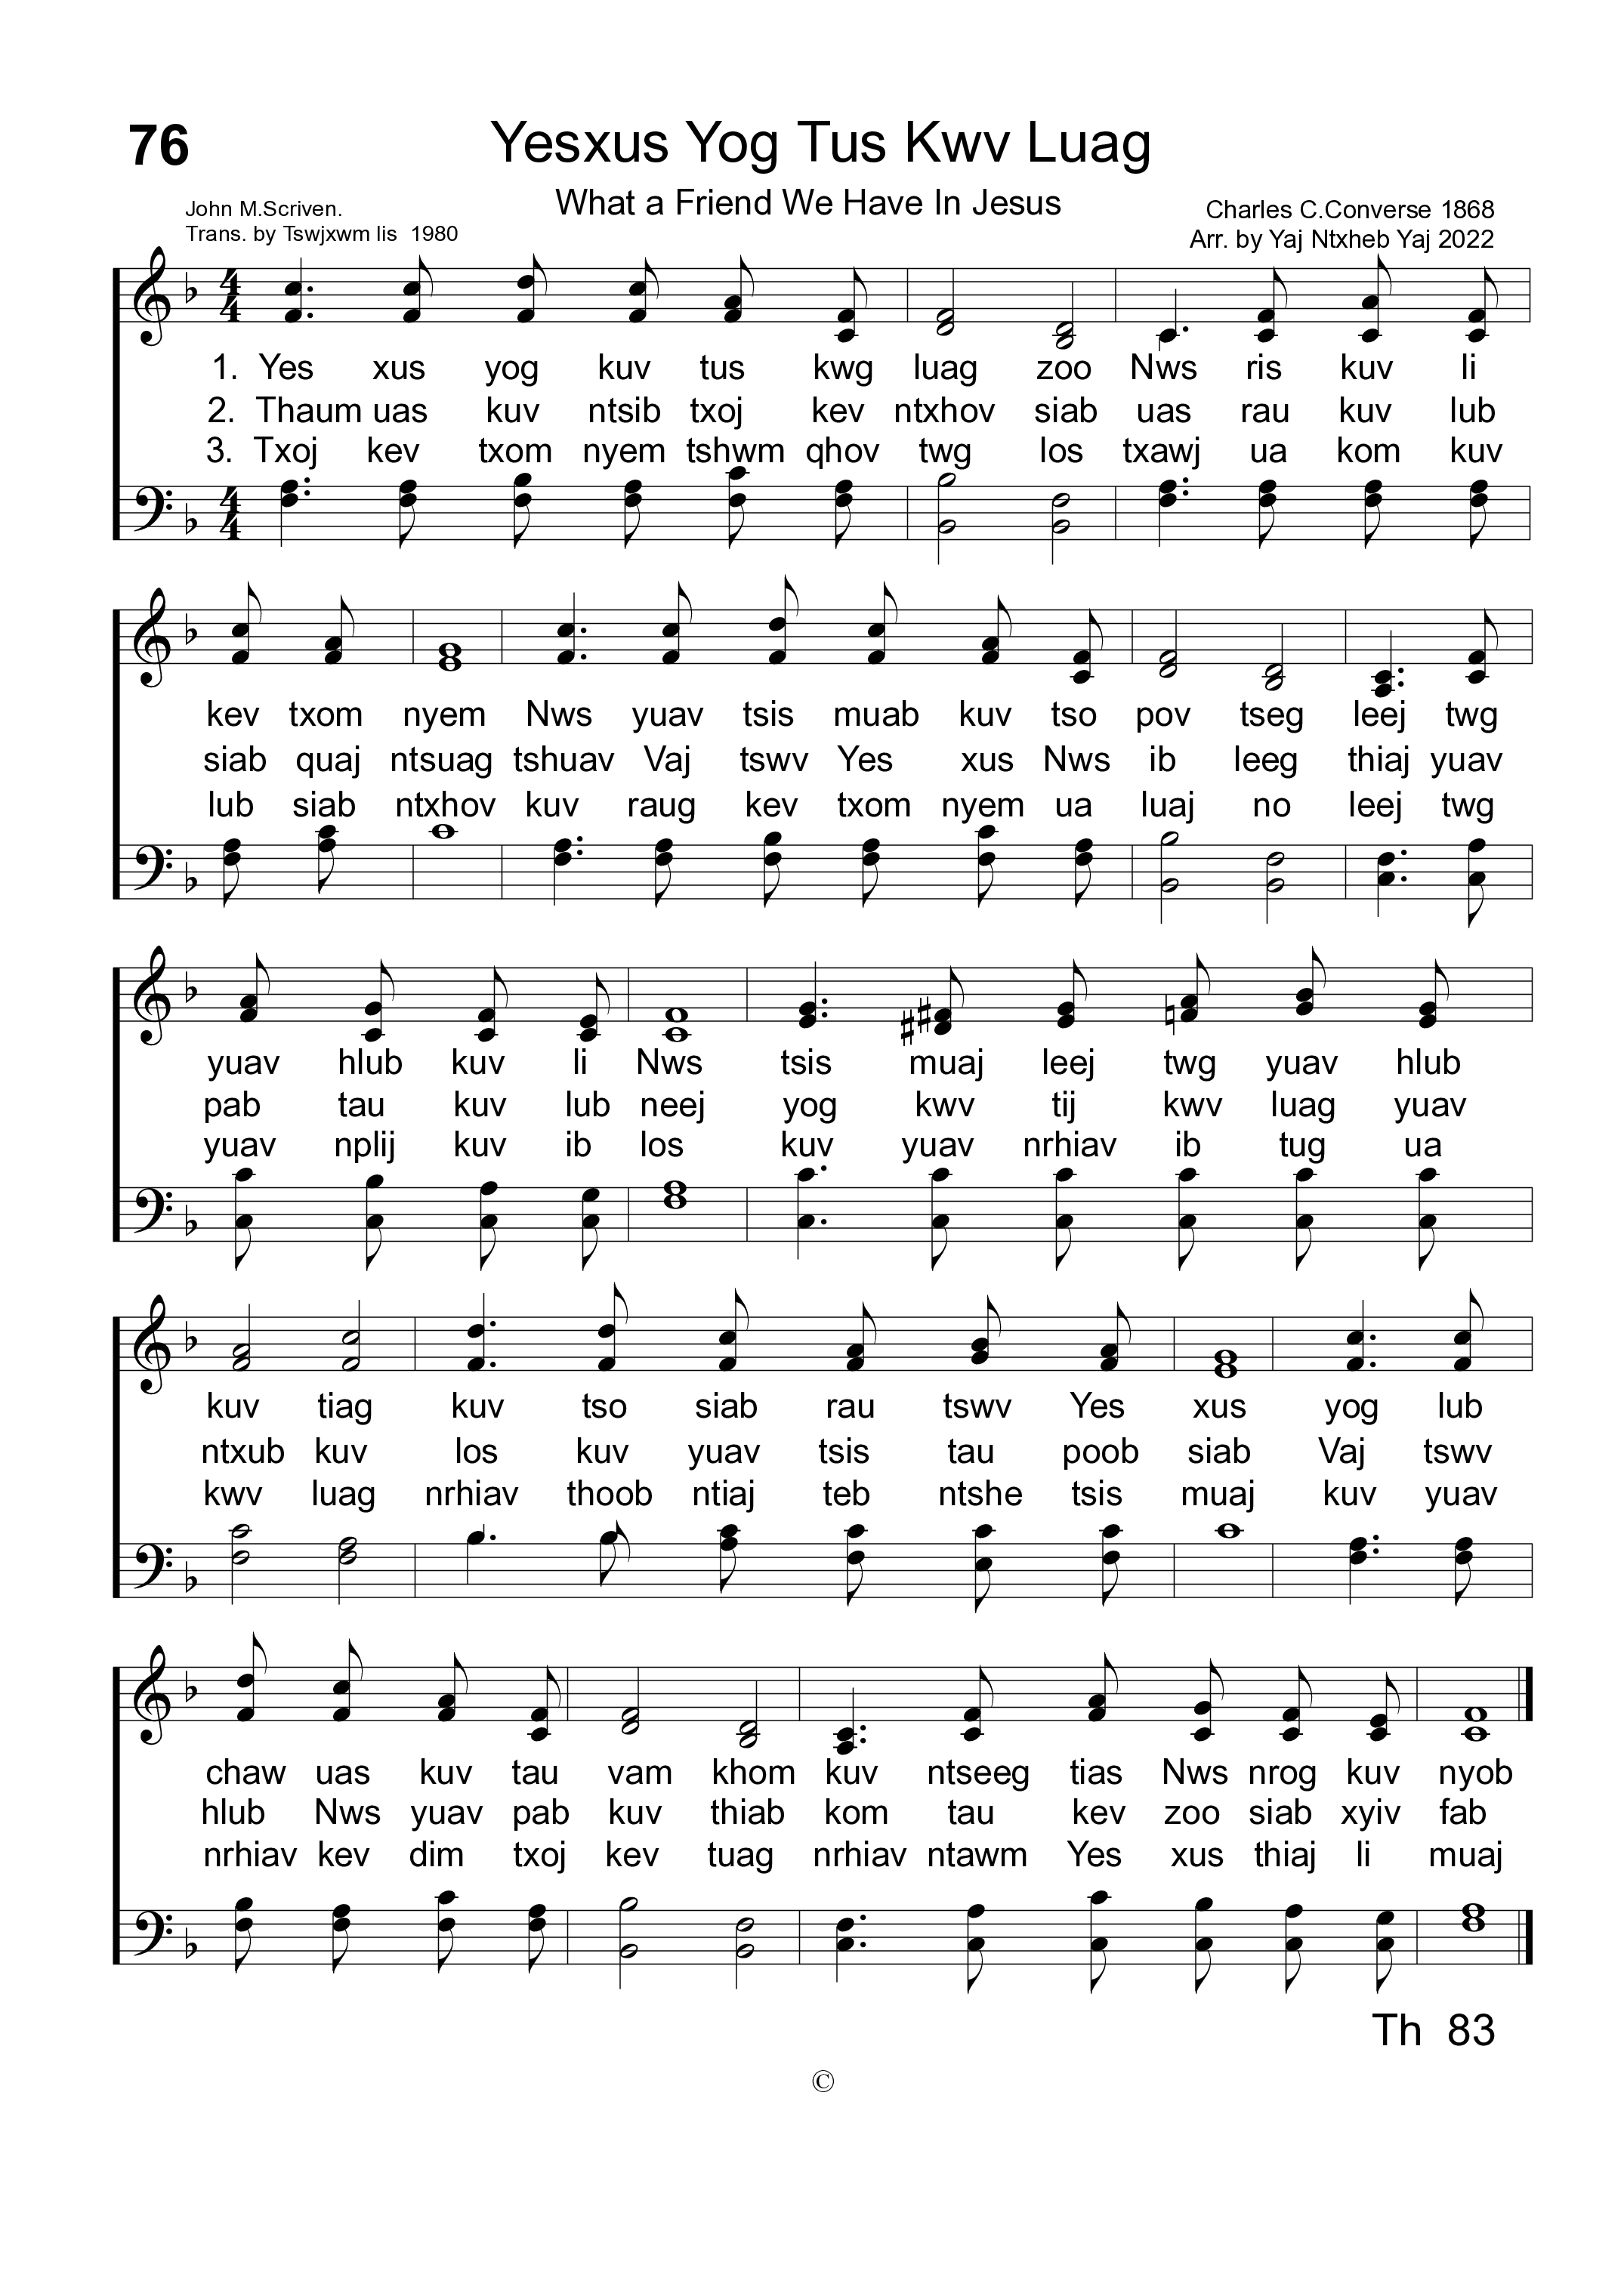 76
Yesxus Yog Tus Kwv Luag
What a Friend We Have In Jesus
John M.Scriven.
Trans. by Tswjxwm lis 1980
Charles C.Converse 1868
Arr. by Yaj Ntxheb Yaj 2022
1. Yes xus yog kuv tus kwg luag zoo Nws ris kuv li
2. Thaum uas kuv ntsib txoj kev ntxhov siab uas rau kuv lub
3. Txoj kev txom nyem tshwm qhov twg los txawj ua kom kuv
kev txom nyem Nws yuav tsis muab kuv tso pov tseg leej twg
siab quaj ntsuag tshuav Vaj tswv Yes xus Nws ib leeg thiaj yuav
lub siab ntxhov kuv raug kev txom nyem ua luaj no leej twg
yuav hlub kuv li Nws tsis muaj leej twg yuav hlub
pab tau kuv lub neej yog kwv tij kwv luag yuav
yuav nplij kuv ib los kuv yuav nrhiav ib tug ua
kuv tiag kuv tso siab rau tswv Yes xus yog lub
ntxub kuv los kuv yuav tsis tau poob siab Vaj tswv
kwv luag nrhiav thoob ntiaj teb ntshe tsis muaj kuv yuav
chaw uas kuv tau vam khom kuv ntseeg tias Nws nrog kuv nyob
hlub Nws yuav pab kuv thiab kom tau kev zoo siab xyiv fab
nrhiav kev dim txoj kev tuag nrhiav ntawm Yes xus thiaj li muaj
Th 83
©